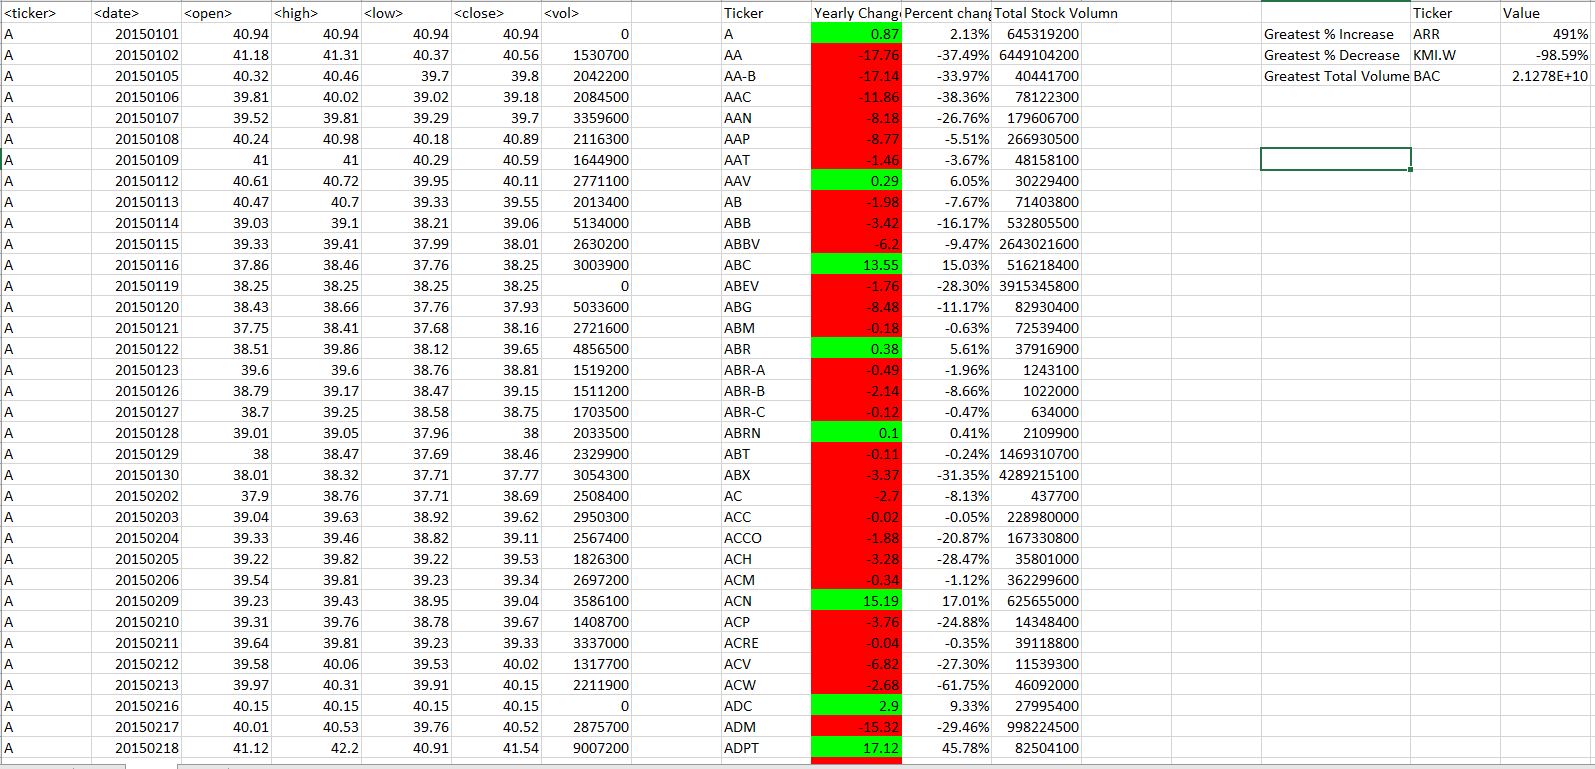 <ticker> <date> <open> <high> <low> <close> <vol> Ticker Yearly Chang Percent chang Total Stock Volumn Ticker Value
A 20150101 40.94 40.94 40.94 40.94 0 A 0.87 2.13% 645319200 Greatest % Increase ARR 491%
A 20150102 41.18 41.31 40.37 40.56 1530700 AA -17.76 -37.49% 6449104200 Greatest % Decrease KMI.W -98.59%
A 20150105 40.32 40.46 39.7 39.8 2042200 AA-B -17.14 -33.97% 40441700 Greatest Total Volume BAC 2.1278E+10
A 20150106 39.81 40.02 39.02 39.18 2084500 AAC -11.86 -38.36% 78122300
A 20150107 39.52 39.81 39.29 39.7 3359600 AAN -8.18 -26.76% 179606700
A 20150108 40.24 40.98 40.18 40.89 2116300 AAP -8.77 -5.51% 266930500
A 20150109 41 41 40.29 40.59 1644900 AAT -1.46 -3.67% 48158100
A 20150112 40.61 40.72 39.95 40.11 2771100 AAV 0.29 6.05% 30229400
A 20150113 40.47 40.7 39.33 39.55 2013400 AB -1.98 -7.67% 71403800
A 20150114 39.03 39.1 38.21 39.06 5134000 ABB -3.42 -16.17% 532805500
A 20150115 39.33 39.41 37.99 38.01 2630200 ABBV -6.2 -9.47% 2643021600
A 20150116 37.86 38.46 37.76 38.25 3003900 ABC 13.55 15.03% 516218400
A 20150119 38.25 38.25 38.25 38.25 0 ABEV -1.76 -28.30% 3915345800
A 20150120 38.43 38.66 37.76 37.93 5033600 ABG -8.48 -11.17% 82930400
A 20150121 37.75 38.41 37.68 38.16 2721600 ABM -0.18 -0.63% 72539400
A 20150122 38.51 39.86 38.12 39.65 4856500 ABR 0.38 5.61% 37916900
A 20150123 39.6 39.6 38.76 38.81 1519200 ABR-A -0.49 -1.96% 1243100
A 20150126 38.79 39.17 38.47 39.15 1511200 ABR-B -2.14 -8.66% 1022000
A 20150127 38.7 39.25 38.58 38.75 1703500 ABR-C -0.12 -0.47% 634000
A 20150128 39.01 39.05 37.96 38 2033500 ABRN 0.1 0.41% 2109900
A 20150129 38 38.47 37.69 38.46 2329900 ABT -0.11 -0.24% 1469310700
A 20150130 38.01 38.32 37.71 37.77 3054300 ABX -3.37 -31.35% 4289215100
A 20150202 37.9 38.76 37.71 38.69 2508400 AC -2.7 -8.13% 437700
A 20150203 39.04 39.63 38.92 39.62 2950300 ACC -0.02 -0.05% 228980000
A 20150204 39.33 39.46 38.82 39.11 2567400 ACCO -1.88 -20.87% 167330800
A 20150205 39.22 39.82 39.22 39.53 1826300 ACH -3.28 -28.47% 35801000
A 20150206 39.54 39.81 39.23 39.34 2697200 ACM -0.34 -1.12% 362299600
A 20150209 39.23 39.43 38.95 39.04 3586100 ACN 15.19 17.01% 625655000
A 20150210 39.31 39.76 38.78 39.67 1408700 ACP -3.76 -24.88% 14348400
A 20150211 39.64 39.81 39.23 39.33 3337000 ACRE -0.04 -0.35% 39118800
A 20150212 39.58 40.06 39.53 40.02 1317700 ACV -6.82 -27.30% 11539300
A 20150213 39.97 40.31 39.91 40.15 2211900 ACW -2.68 -61.75% 46092000
A 20150216 40.15 40.15 40.15 40.15 0 ADC 2.9 9.33% 27995400
A 20150217 40.01 40.53 39.76 40.52 2875700 ADM -15.32 -29.46% 998224500
A 20150218 41.12 42.2 40.91 41.54 9007200 ADPT 17.12 45.78% 82504100